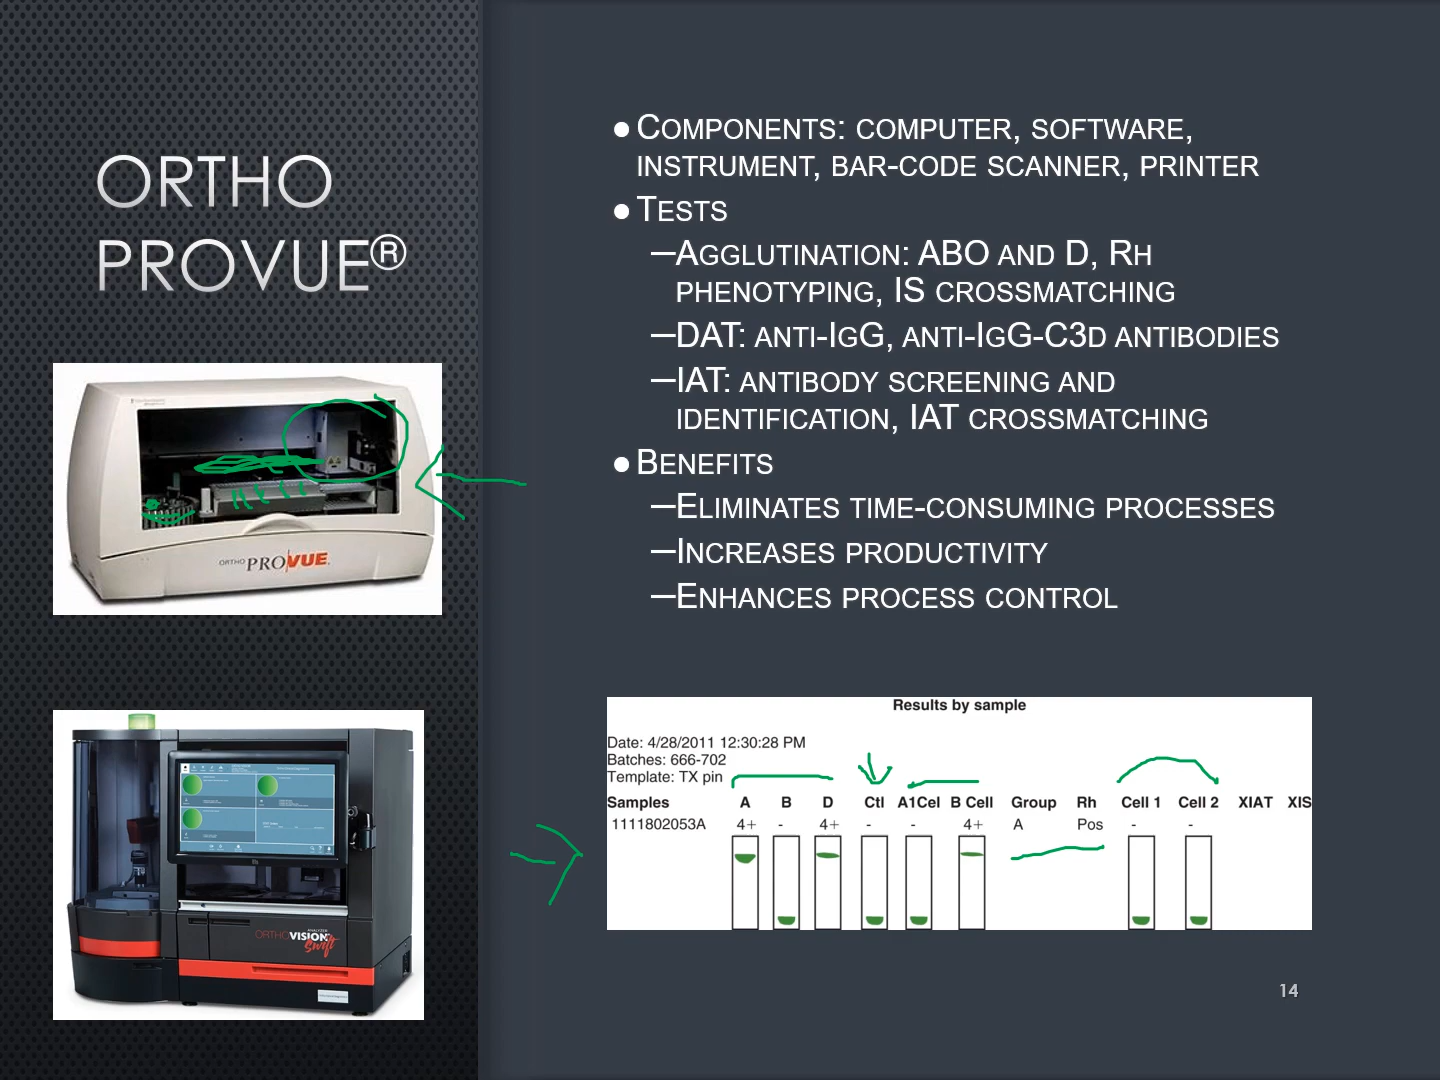 ORTHO
PROVUE®
● COMPONENTS: COMPUTER, SOFTWARE,
INSTRUMENT, BAR-CODE SCANNER, PRINTER
● TESTS
–AGGLUTINATION: ABO AND D, RH
PHENOTYPING, IS CROSSMATCHING
–DAT: ANTI-IGG, ANTI-IGG-C3D ANTIBODIES
–IAT: ANTIBODY SCREENING AND
IDENTIFICATION, IAT CROSSMATCHING
● BENEFITS
–ELIMINATES TIME-CONSUMING PROCESSES
–INCREASES PRODUCTIVITY
–ENHANCES PROCESS CONTROL
ORTHO PROVUE
ORTHO VISION Swift
ANALYZER
Results by sample
Date: 4/28/2011 12:30:28 PM
Batches: 666-702
Template: TX pin
Samples A B D Ctl A1Cel B Cell Group Rh Cell 1 Cell 2 XIAT XIS
1111802053A 4+ - 4+ - - 4+ A Pos - -
14